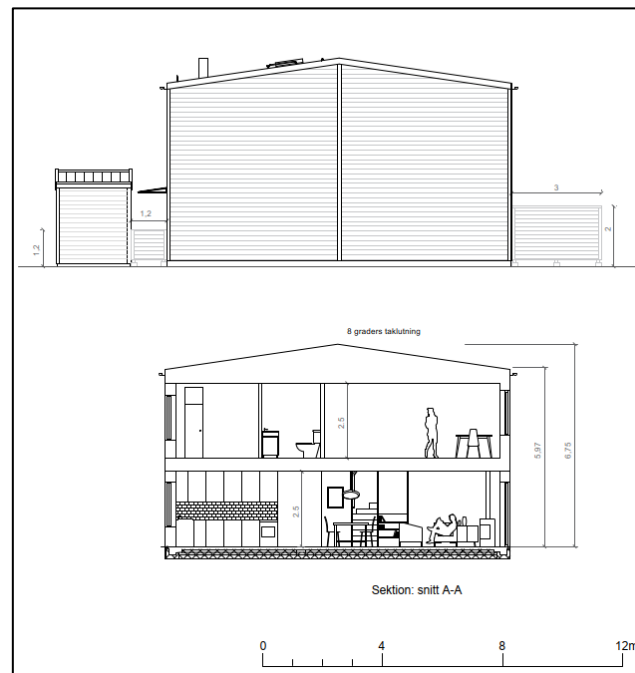 3
1,2
1,2
2
8 graders taklutning
2.5
5,97
6,75
2.5
Sektion: snitt A-A
0 4 8 12m